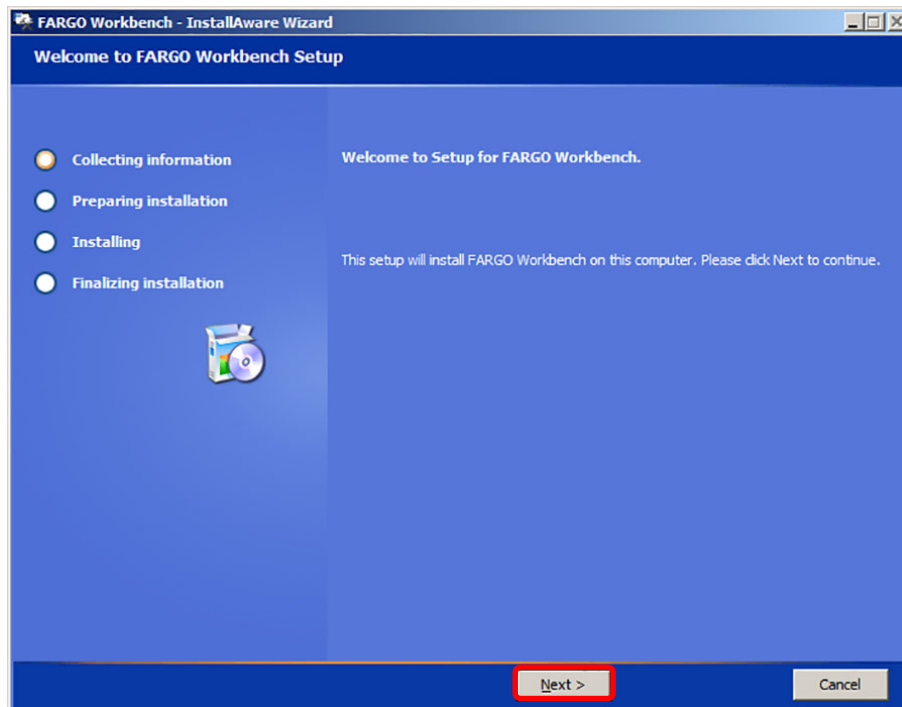 FARGO Workbench - InstallAware Wizard
Welcome to FARGO Workbench Setup
Collecting information
Preparing installation
Installing
Finalizing installation
Welcome to Setup for FARGO Workbench.
This setup will install FARGO Workbench on this computer. Please click Next to continue.
Next >
Cancel